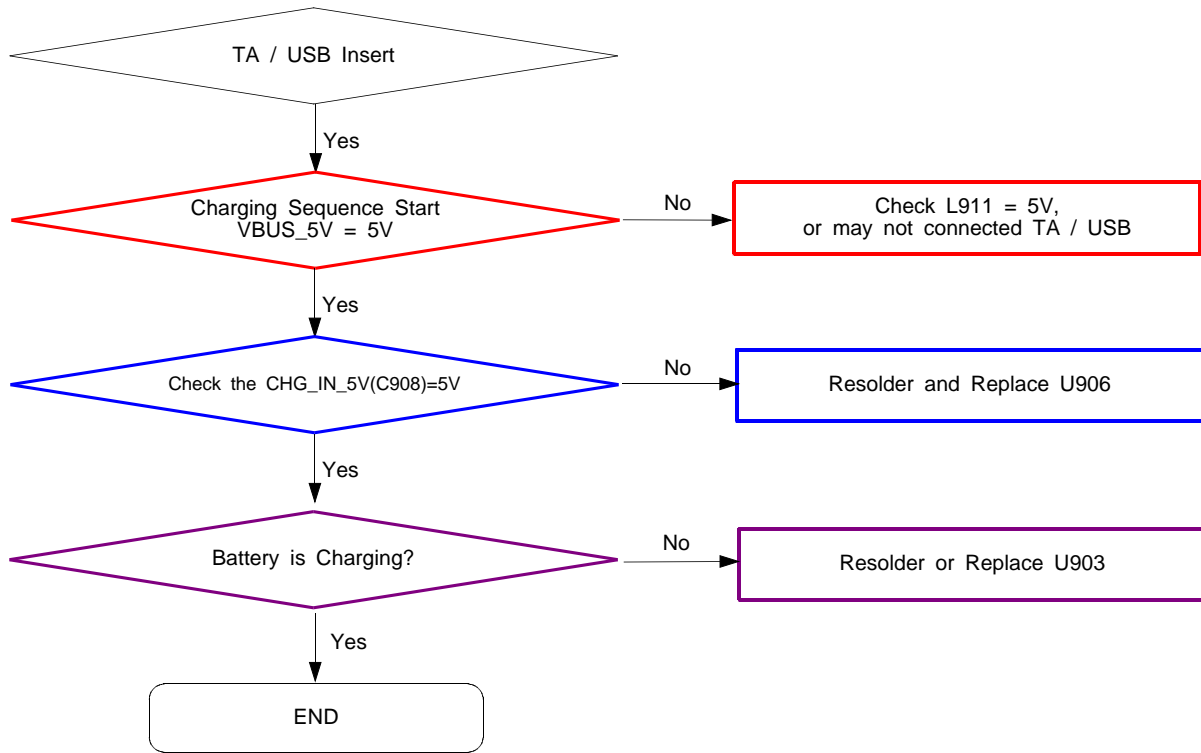 TA / USB Insert
Yes
Charging Sequence Start
VBUS_5V = 5V
No
Check L911 = 5V,
or may not connected TA / USB
Yes
Check the CHG_IN_5V(C908)=5V
No
Resolder and Replace U906
Yes
Battery is Charging?
No
Resolder or Replace U903
Yes
END